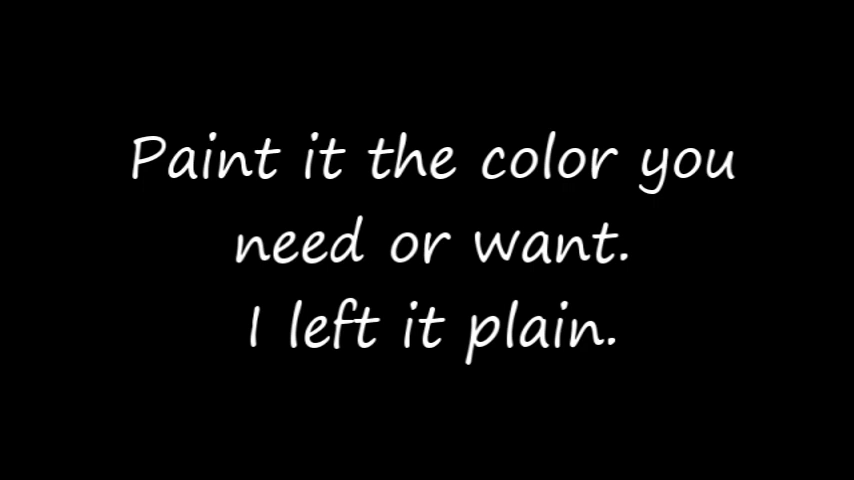 Paint it the color you
need or want.
I left it plain.